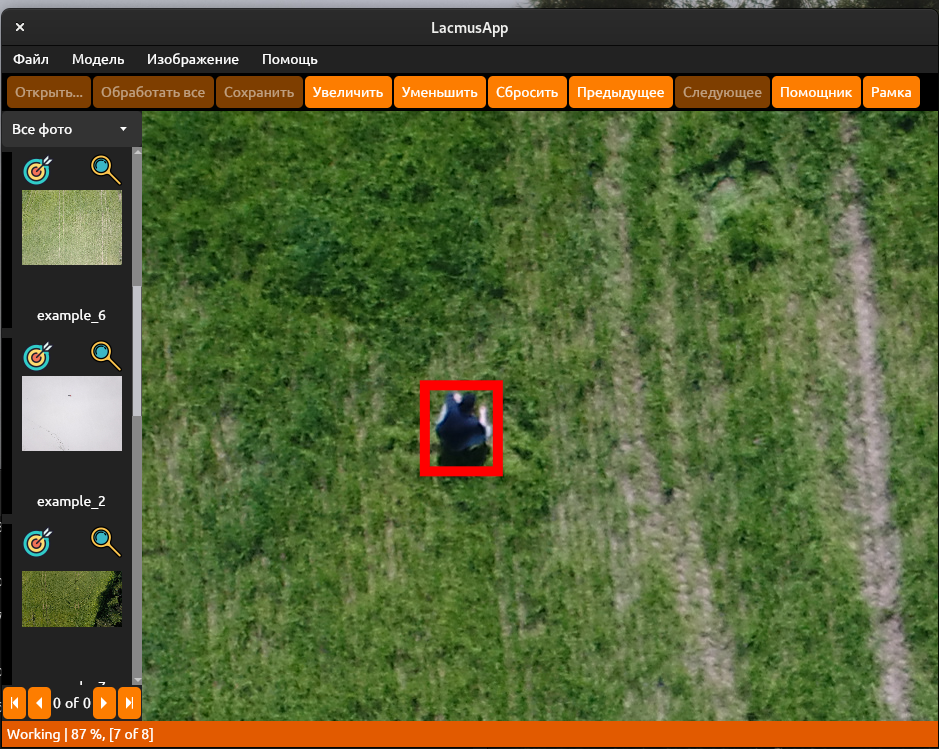 LacmusApp
Файл Модель Изображение Помощь
Открыть... Обработать все Сохранить Увеличить Уменьшить Сбросить Предыдущее Следующее Помощник Рамка
Все фото
example_6
example_2
0 of 0
Working | 87 %, [7 of 8]